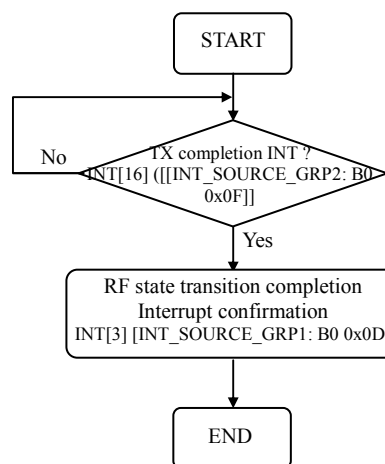 START
TX completion INT ?
No
INT[16] ([[INT_SOURCE_GRP2: B0
0x0F]]
Yes
RF state transition completion
Interrupt confirmation
INT[3] [INT_SOURCE_GRP1: B0 0x0D
END